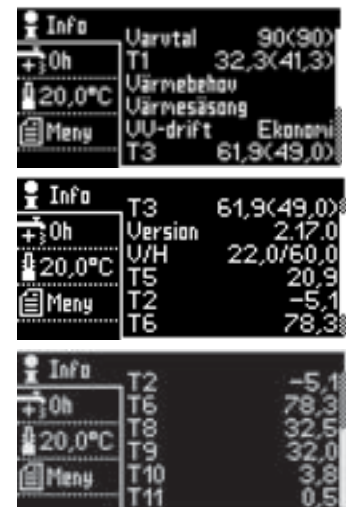 Info
0h
20,0°C
Meny
Varvtal 90(90)
T1 32,3(41,3)
Värmebehov
Värmesäsong
VV-drift Ekonomi
T3 61,9(49,0)
Info
0h
20,0°C
Meny
T3 61,9(49,0)
Version 2.17.0
V/H 22,0/60,0
T5 20,9
T2 -5,1
T6 78,3
Info
0h
20,0°C
Meny
T2 -5,1
T6 78,3
T8 32,5
T9 32,0
T10 3,8
T11 0,5